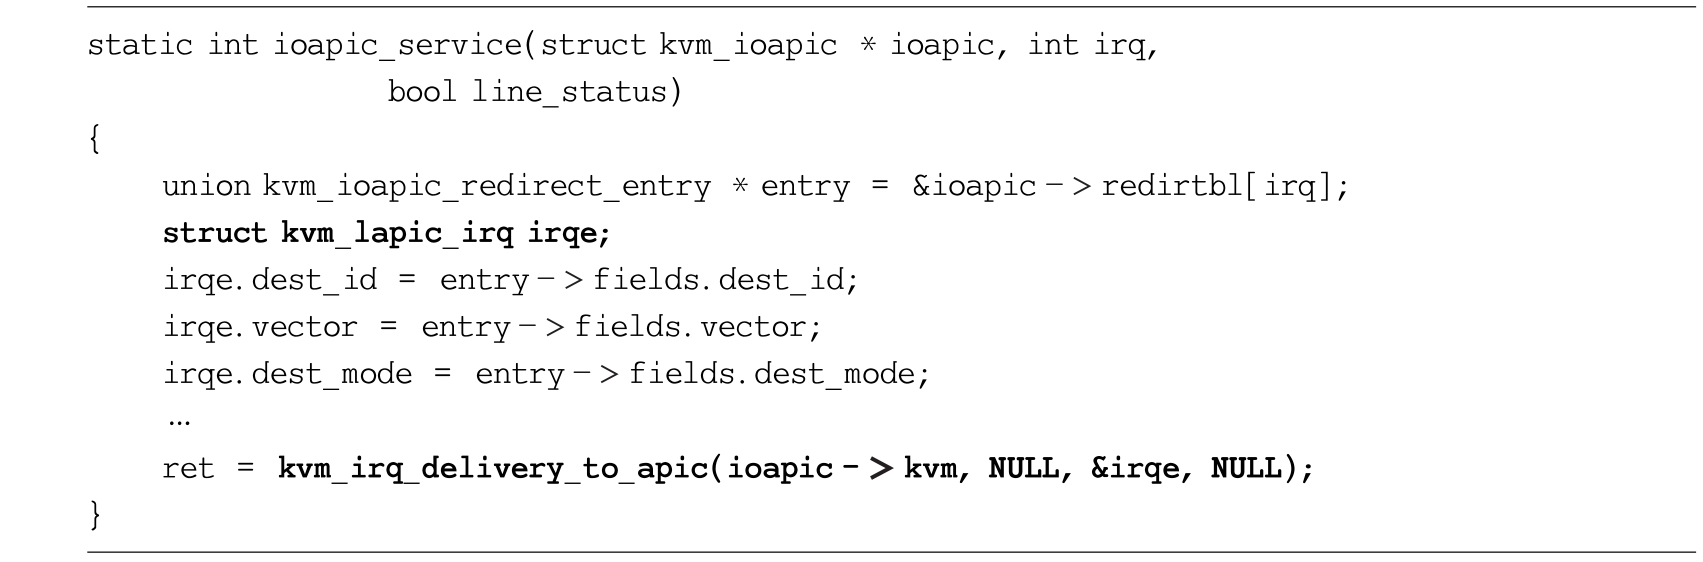 static int ioapic_service(struct kvm_ioapic * ioapic, int irq,
bool line_status)
{
union kvm_ioapic_redirect_entry * entry = &ioapic->redirtbl[irq];
struct kvm_lapic_irq irqe;
irqe.dest_id = entry->fields.dest_id;
irqe.vector = entry->fields.vector;
irqe.dest_mode = entry->fields.dest_mode;
…
ret = kvm_irq_delivery_to_apic(ioapic->kvm, NULL, &irqe, NULL);
}